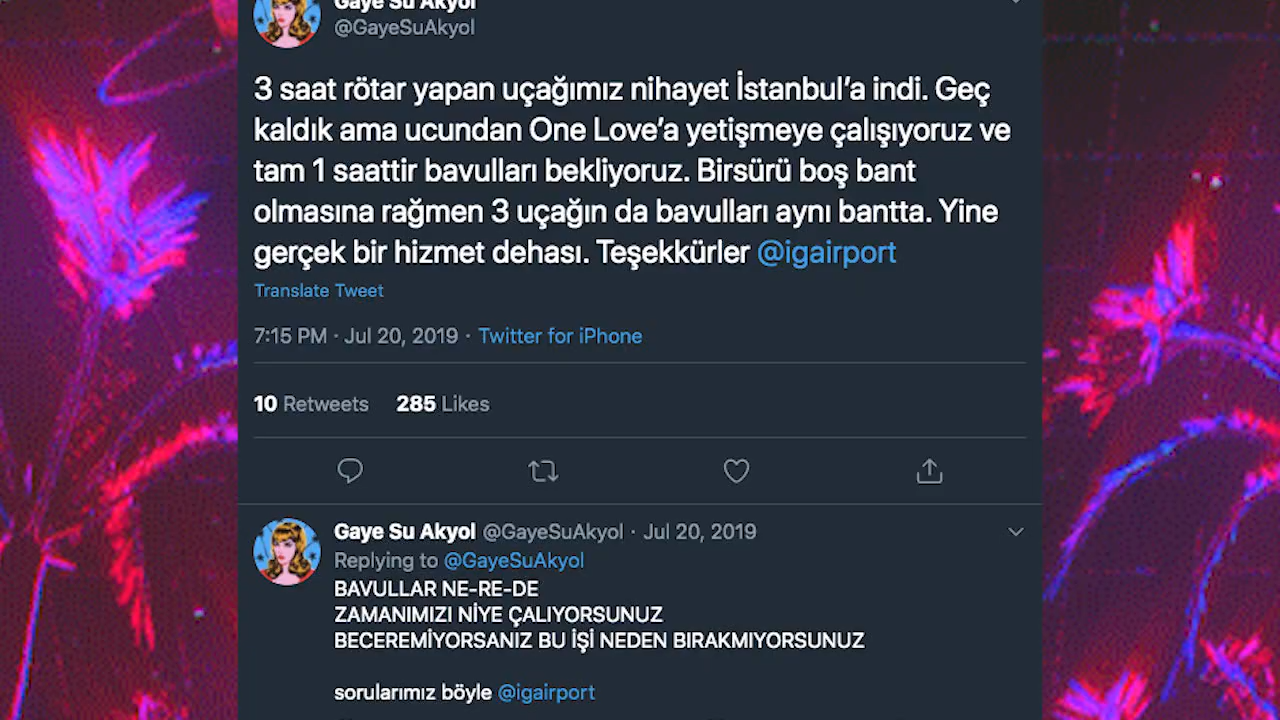 Gaye Su Akyol
@GayeSuAkyol
3 saat rötar yapan uçağımız nihayet İstanbul’a indi. Geç
kaldık ama ucundan One Love’a yetişmeye çalışıyoruz ve
tam 1 saattir bavulları bekliyoruz. Birsürü boş bant
olmasına rağmen 3 uçağın da bavulları aynı bantta. Yine
gerçek bir hizmet dehası. Teşekkürler @igairport
Translate Tweet
7:15 PM · Jul 20, 2019 · Twitter for iPhone
10 Retweets 285 Likes
Gaye Su Akyol @GayeSuAkyol · Jul 20, 2019
Replying to @GayeSuAkyol
BAVULLAR NE-RE-DE
ZAMANIMIZI NİYE ÇALIYORSUNUZ
BECEREMİYORSANIZ BU İŞİ NEDEN BIRAKMIYORSUNUZ
sorularımız böyle @igairport